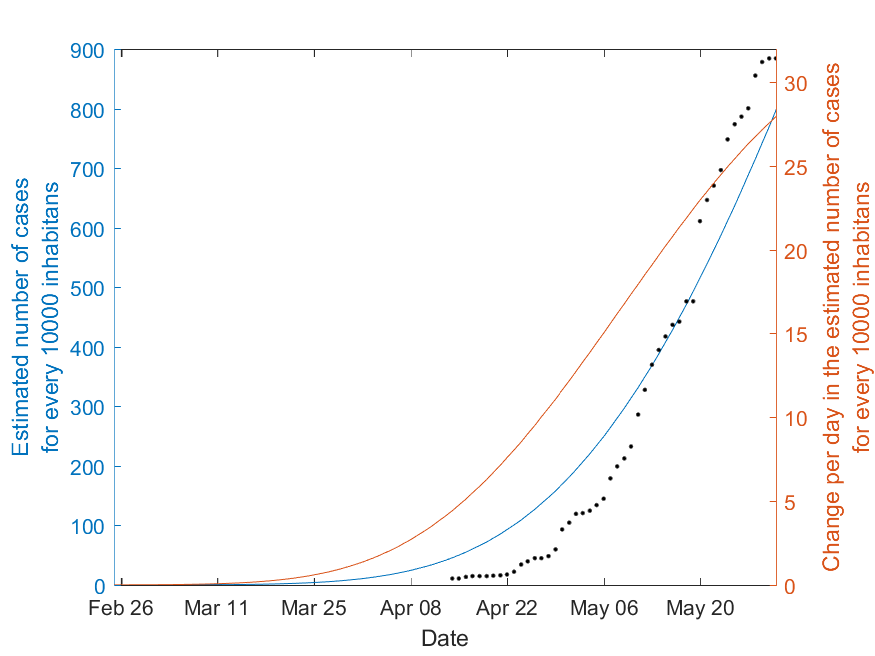 Estimated number of cases
for every 10000 inhabitans
900
800
700
600
500
400
300
200
100
0
Feb 26
Mar 11
Mar 25
Apr 08
Apr 22
May 06
May 20
Date
30
25
20
15
10
5
0
Change per day in the estimated number of cases
for every 10000 inhabitans